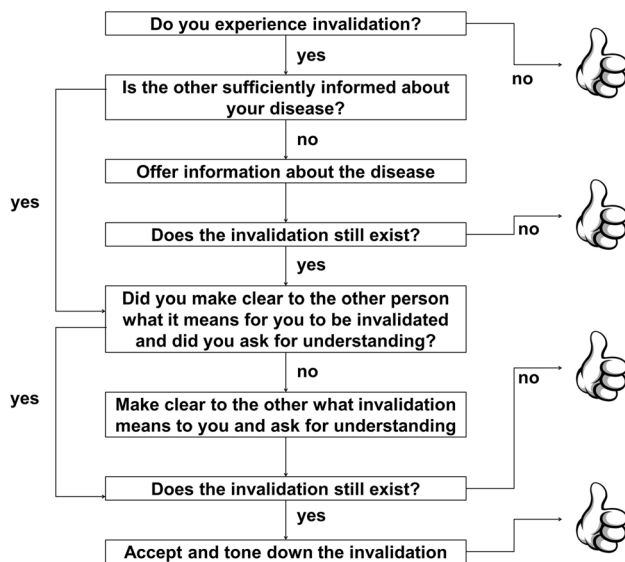 Do you experience invalidation?
yes
no
Is the other sufficiently informed about
your disease?
no
Offer information about the disease
yes
Does the invalidation still exist?
no
yes
Did you make clear to the other person
what it means for you to be invalidated
and did you ask for understanding?
no
no
yes
Make clear to the other what invalidation
means to you and ask for understanding
Does the invalidation still exist?
yes
Accept and tone down the invalidation